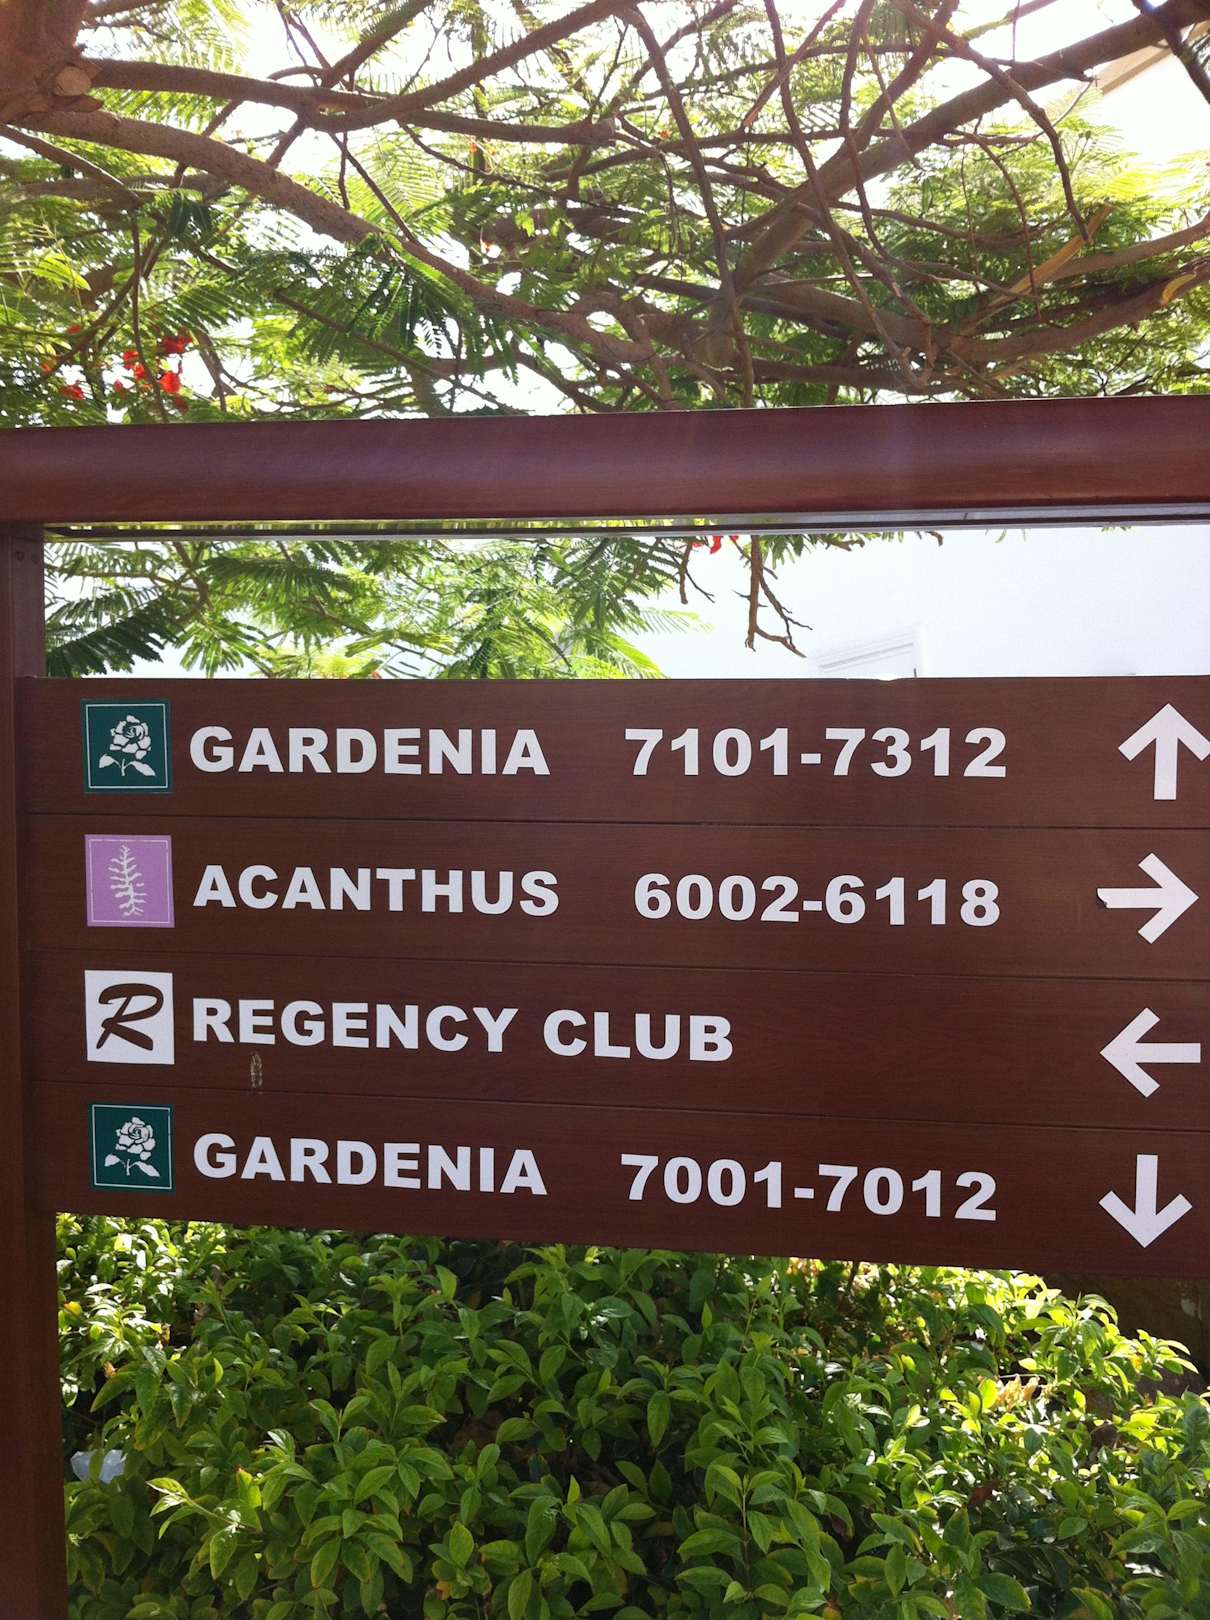 GARDENIA 7101-7312 ↑
ACANTHUS 6002-6118 →
R REGENCY CLUB ←
GARDENIA 7001-7012 ↓